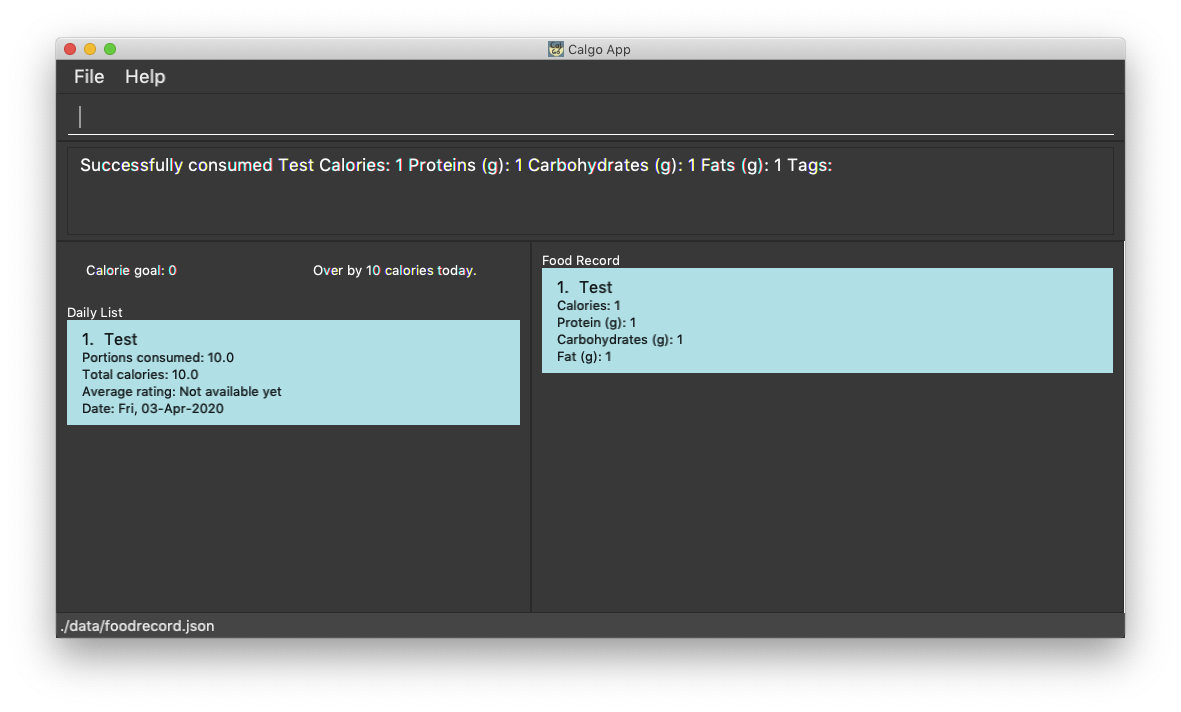 Calgo App
File Help
Successfully consumed Test Calories: 1 Proteins (g): 1 Carbohydrates (g): 1 Fats (g): 1 Tags:
Calorie goal: 0
Over by 10 calories today.
Daily List
1. Test
Portions consumed: 10.0
Total calories: 10.0
Average rating: Not available yet
Date: Fri, 03-Apr-2020
Food Record
1. Test
Calories: 1
Protein (g): 1
Carbohydrates (g): 1
Fat (g): 1
./data/foodrecord.json